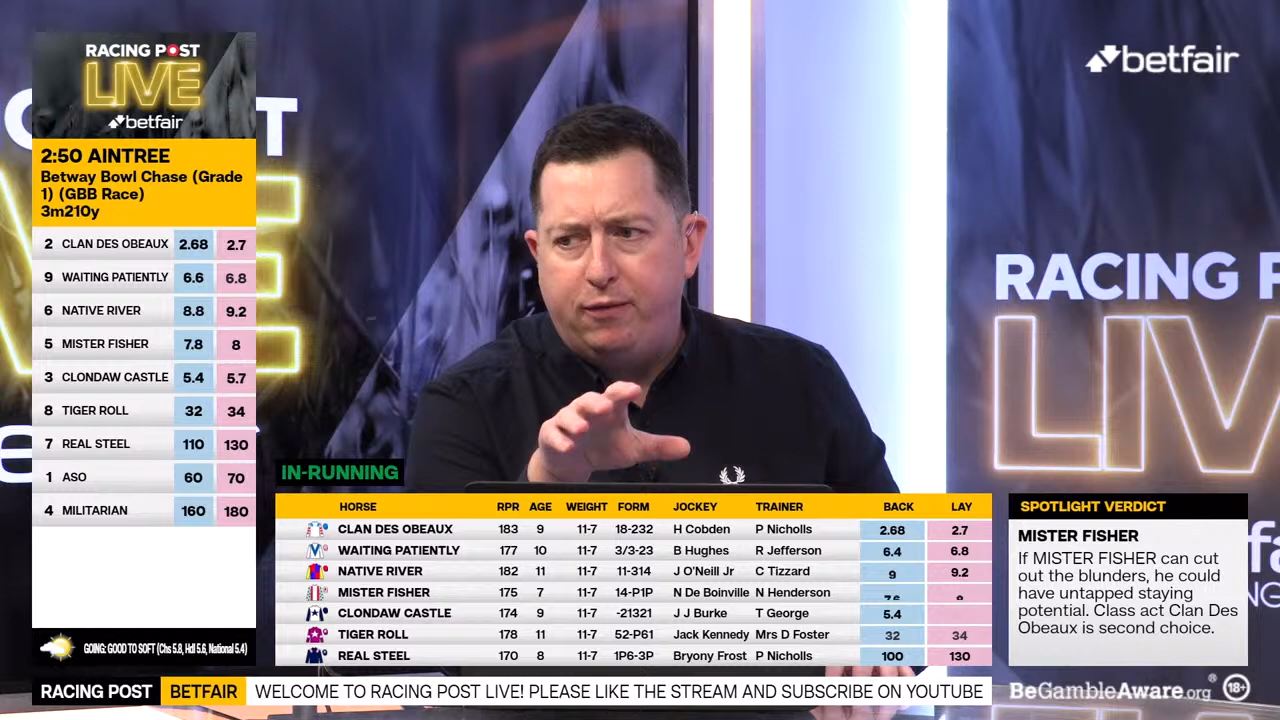 RACING POST
LIVE
betfair
2:50 AINTREE
Betway Bowl Chase (Grade
1) (GBB Race)
3m210y
2 CLAN DES OBEAUX 2.68 2.7
9 WAITING PATIENTLY 6.6 6.8
6 NATIVE RIVER 8.8 9.2
5 MISTER FISHER 7.8 8
3 CLONDAW CASTLE 5.4 5.7
8 TIGER ROLL 32 34
7 REAL STEEL 110 130
1 ASO 60 70
4 MILITARIAN 160 180
GOING: GOOD TO SOFT (Chs 5.8, Hdl 5.6, National 5.4)
betfair
RACING P
LIV
IN-RUNNING
HORSE RPR AGE WEIGHT FORM JOCKEY TRAINER BACK LAY
CLAN DES OBEAUX 183 9 11-7 18-232 H Cobden P Nicholls 2.68 2.7
WAITING PATIENTLY 177 10 11-7 3/3-23 B Hughes R Jefferson 6.4 6.8
NATIVE RIVER 182 11 11-7 11-314 J O'Neill Jr C Tizzard 9 9.2
MISTER FISHER 175 7 11-7 14-P1P N De Boinville N Henderson
CLONDAW CASTLE 174 9 11-7 -21321 J J Burke T George 5.4
TIGER ROLL 178 11 11-7 52-P61 Jack Kennedy Mrs D Foster 32 34
REAL STEEL 170 8 11-7 1P6-3P Bryony Frost P Nicholls 100 130
SPOTLIGHT VERDICT
MISTER FISHER
If MISTER FISHER can cut
out the blunders, he could
have untapped staying
potential. Class act Clan Des
Obeaux is second choice.
RACING POST BETFAIR WELCOME TO RACING POST LIVE! PLEASE LIKE THE STREAM AND SUBSCRIBE ON YOUTUBE
BeGambleAware.org® 18+